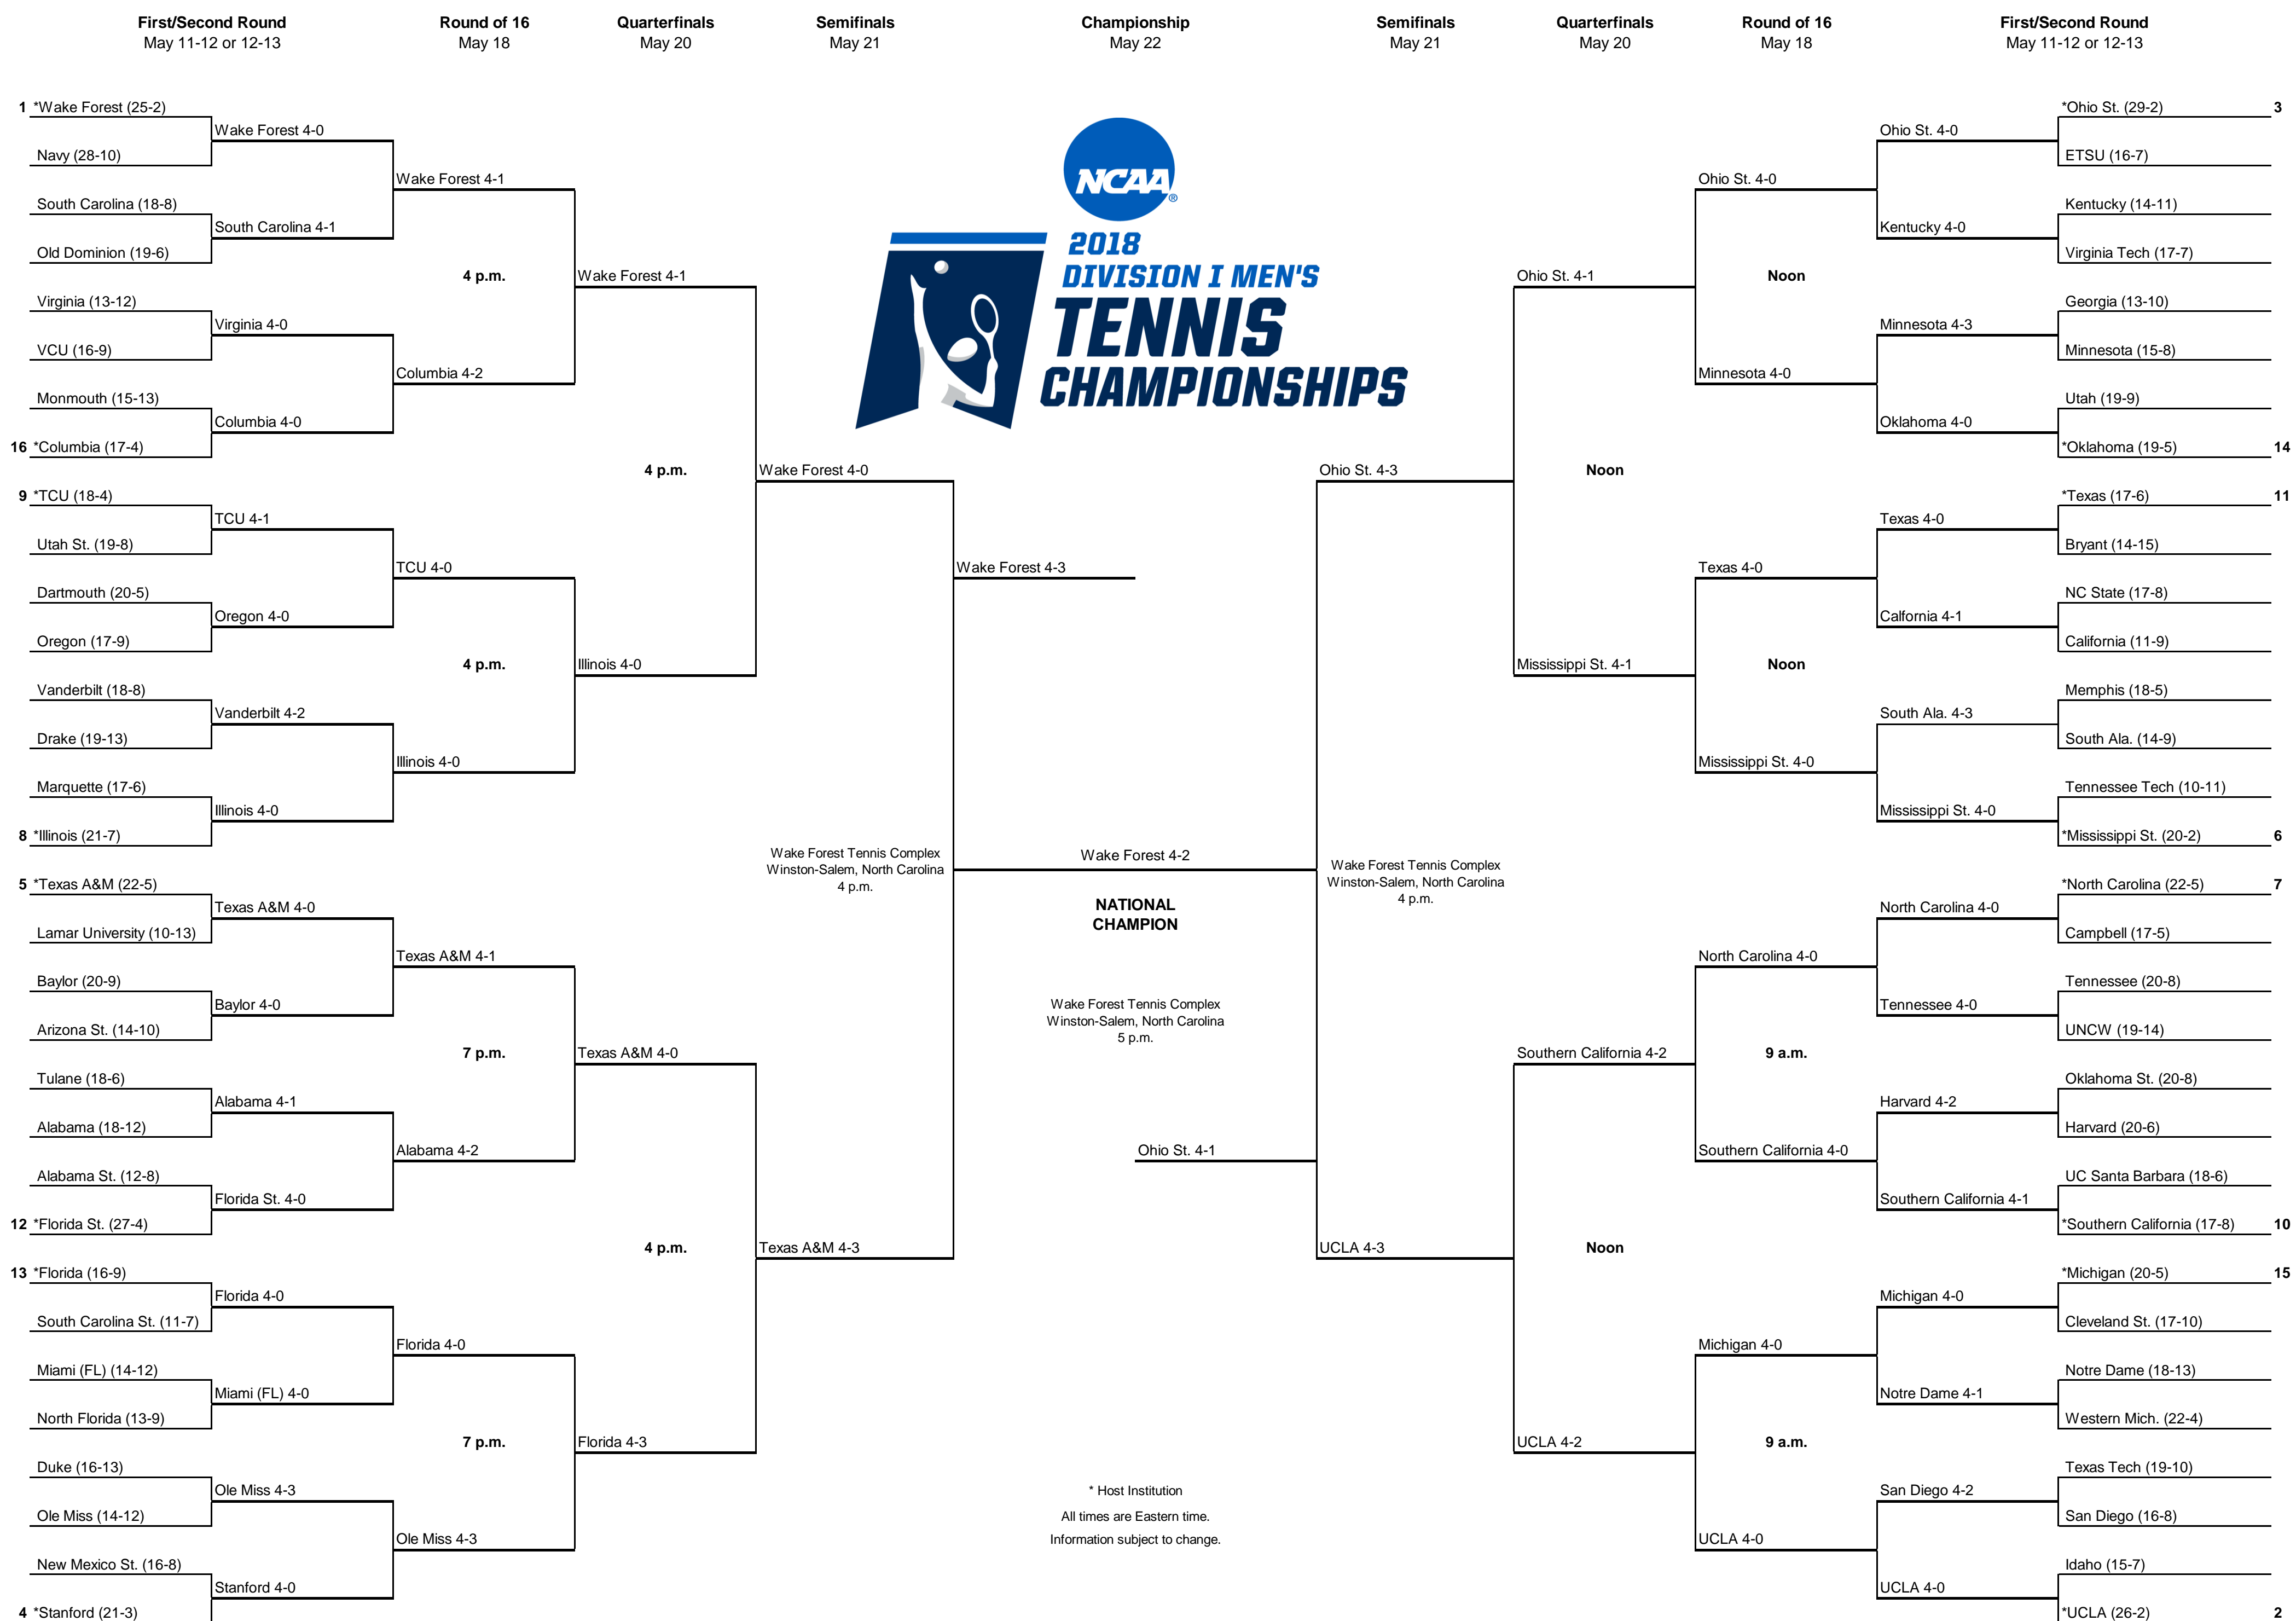 First/Second Round
May 11-12 or 12-13
Round of 16
May 18
Quarterfinals
May 20
Semifinals
May 21
Championship
May 22
Semifinals
May 21
Quarterfinals
May 20
Round of 16
May 18
First/Second Round
May 11-12 or 12-13
1 *Wake Forest (25-2)
Navy (28-10)
South Carolina (18-8)
Old Dominion (19-6)
Virginia (13-12)
VCU (16-9)
Monmouth (15-13)
16 *Columbia (17-4)
9 *TCU (18-4)
Utah St. (19-8)
Dartmouth (20-5)
Oregon (17-9)
Vanderbilt (18-8)
Drake (19-13)
Marquette (17-6)
8 *Illinois (21-7)
5 *Texas A&M (22-5)
Lamar University (10-13)
Baylor (20-9)
Arizona St. (14-10)
Tulane (18-6)
Alabama (18-12)
Alabama St. (12-8)
12 *Florida St. (27-4)
13 *Florida (16-9)
South Carolina St. (11-7)
Miami (FL) (14-12)
North Florida (13-9)
Duke (16-13)
Ole Miss (14-12)
New Mexico St. (16-8)
4 *Stanford (21-3)
Wake Forest 4-0
South Carolina 4-1
Virginia 4-0
Columbia 4-0
TCU 4-1
Oregon 4-0
Vanderbilt 4-2
Illinois 4-0
Texas A&M 4-0
Baylor 4-0
Alabama 4-1
Florida St. 4-0
Florida 4-0
Miami (FL) 4-0
Ole Miss 4-3
Stanford 4-0
Wake Forest 4-1
4 p.m.
Columbia 4-2
TCU 4-0
4 p.m.
Illinois 4-0
Texas A&M 4-1
7 p.m.
Alabama 4-2
Florida 4-0
7 p.m.
Ole Miss 4-3
Wake Forest 4-1
4 p.m.
Illinois 4-0
Texas A&M 4-0
4 p.m.
Florida 4-3
Wake Forest 4-0
Wake Forest Tennis Complex
Winston-Salem, North Carolina
4 p.m.
Texas A&M 4-3
NCAA®
2018
DIVISION I MEN'S
TENNIS
CHAMPIONSHIPS
Wake Forest 4-3
Wake Forest 4-2
NATIONAL
CHAMPION
Wake Forest Tennis Complex
Winston-Salem, North Carolina
5 p.m.
Ohio St. 4-1
* Host Institution
All times are Eastern time.
Information subject to change.
Ohio St. 4-3
Wake Forest Tennis Complex
Winston-Salem, North Carolina
4 p.m.
UCLA 4-3
Ohio St. 4-1
Noon
Mississippi St. 4-1
Southern California 4-2
Noon
UCLA 4-2
Ohio St. 4-0
Noon
Minnesota 4-0
Texas 4-0
Noon
Mississippi St. 4-0
North Carolina 4-0
9 a.m.
Southern California 4-0
Michigan 4-0
9 a.m.
UCLA 4-0
Ohio St. 4-0
Kentucky 4-0
Minnesota 4-3
Oklahoma 4-0
Texas 4-0
Calfornia 4-1
South Ala. 4-3
Mississippi St. 4-0
North Carolina 4-0
Tennessee 4-0
Harvard 4-2
Southern California 4-1
Michigan 4-0
Notre Dame 4-1
San Diego 4-2
UCLA 4-0
*Ohio St. (29-2) 3
ETSU (16-7)
Kentucky (14-11)
Virginia Tech (17-7)
Georgia (13-10)
Minnesota (15-8)
Utah (19-9)
*Oklahoma (19-5) 14
*Texas (17-6) 11
Bryant (14-15)
NC State (17-8)
California (11-9)
Memphis (18-5)
South Ala. (14-9)
Tennessee Tech (10-11)
*Mississippi St. (20-2) 6
*North Carolina (22-5) 7
Campbell (17-5)
Tennessee (20-8)
UNCW (19-14)
Oklahoma St. (20-8)
Harvard (20-6)
UC Santa Barbara (18-6)
*Southern California (17-8) 10
*Michigan (20-5) 15
Cleveland St. (17-10)
Notre Dame (18-13)
Western Mich. (22-4)
Texas Tech (19-10)
San Diego (16-8)
Idaho (15-7)
*UCLA (26-2) 2